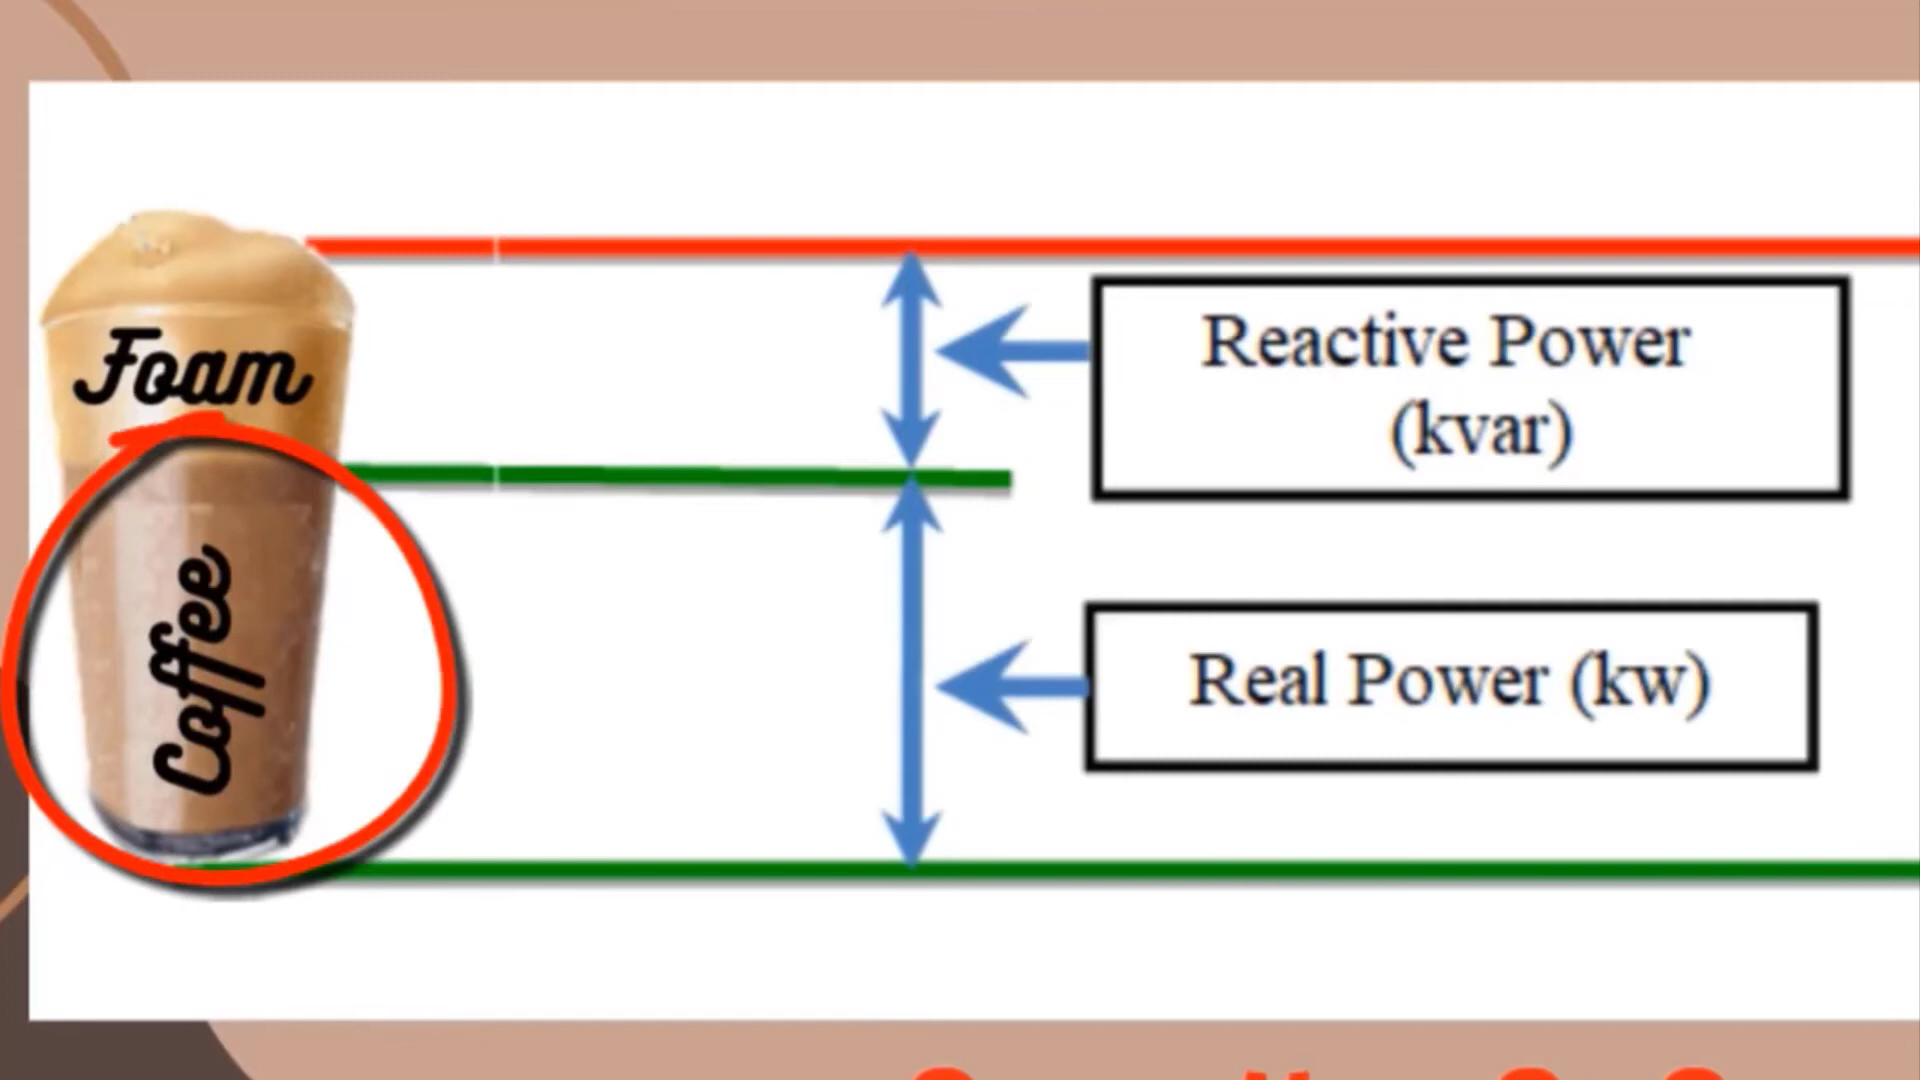 Foam
Coffee
Reactive Power
(kvar)
Real Power (kw)